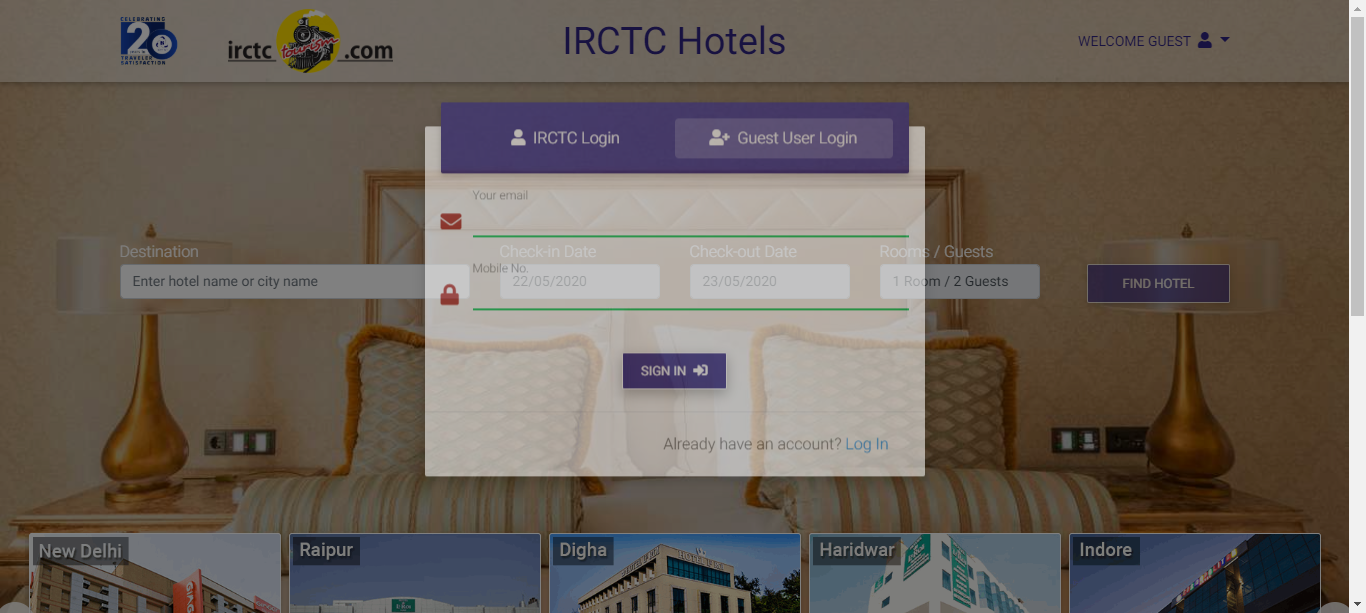 CELEBRATING
20
TRAVELER
SATISFACTION
irctc tourism .com
IRCTC Hotels
WELCOME GUEST
IRCTC Login
Guest User Login
Your email
Destination
Check-in Date
Check-out Date
Rooms / Guests
Mobile No.
Enter hotel name or city name
22/05/2020
23/05/2020
1 Room / 2 Guests
FIND HOTEL
SIGN IN
Already have an account? Log In
New Delhi
Raipur
Digha
Haridwar
Indore